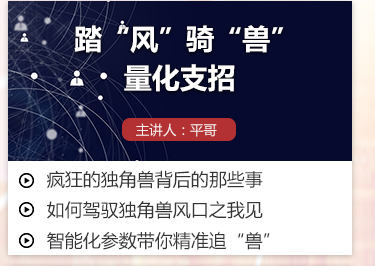 踏“风”骑“兽”
量化支招
主讲人：平哥
疯狂的独角兽背后的那些事
如何驾驭独角兽风口之我见
智能化参数带你精准追“兽”